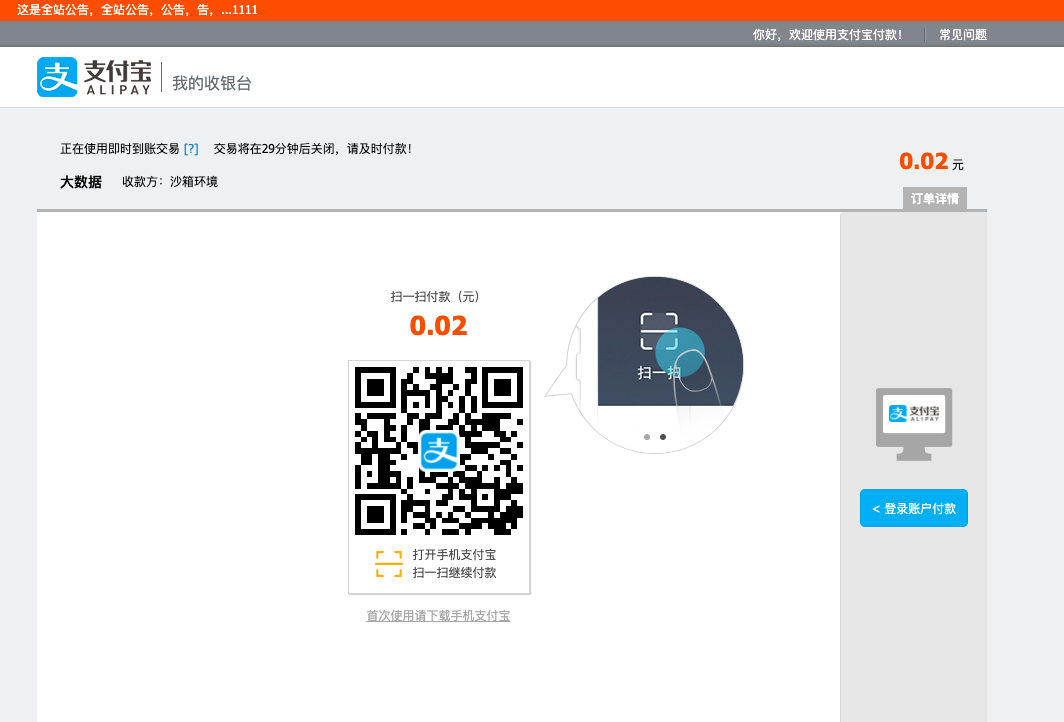 这是全站公告，全站公告，公告，告，...1111
你好，欢迎使用支付宝付款！ 常见问题
支付宝 ALIPAY 我的收银台
正在使用即时到账交易 [?] 交易将在29分钟后关闭，请及时付款！
0.02 元
大数据 收款方：沙箱环境
订单详情
扫一扫付款（元）
0.02
扫一扫
支付宝
ALIPAY
< 登录账户付款
打开手机支付宝
扫一扫继续付款
首次使用请下载手机支付宝